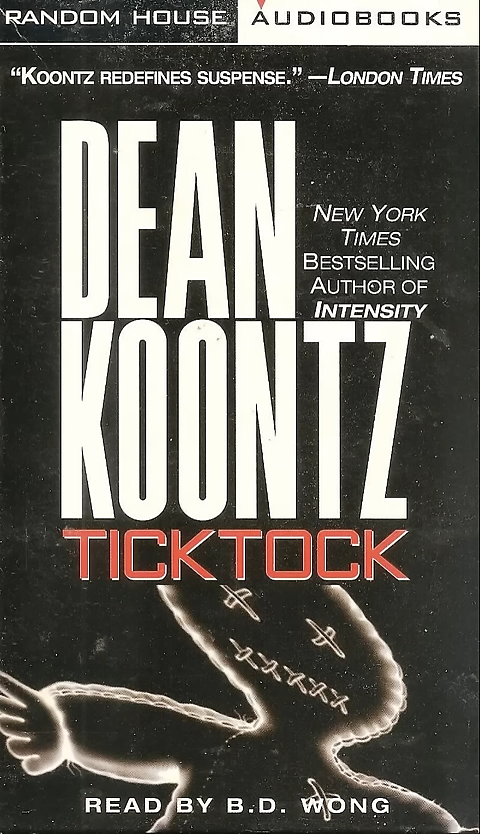 RANDOM HOUSE AUDIOBOOKS
“KOONTZ REDEFINES SUSPENSE.” —LONDON TIMES
DEAN
NEW YORK
TIMES
BESTSELLING
AUTHOR OF
INTENSITY
KOONTZ
TICKTOCK
READ BY B.D. WONG